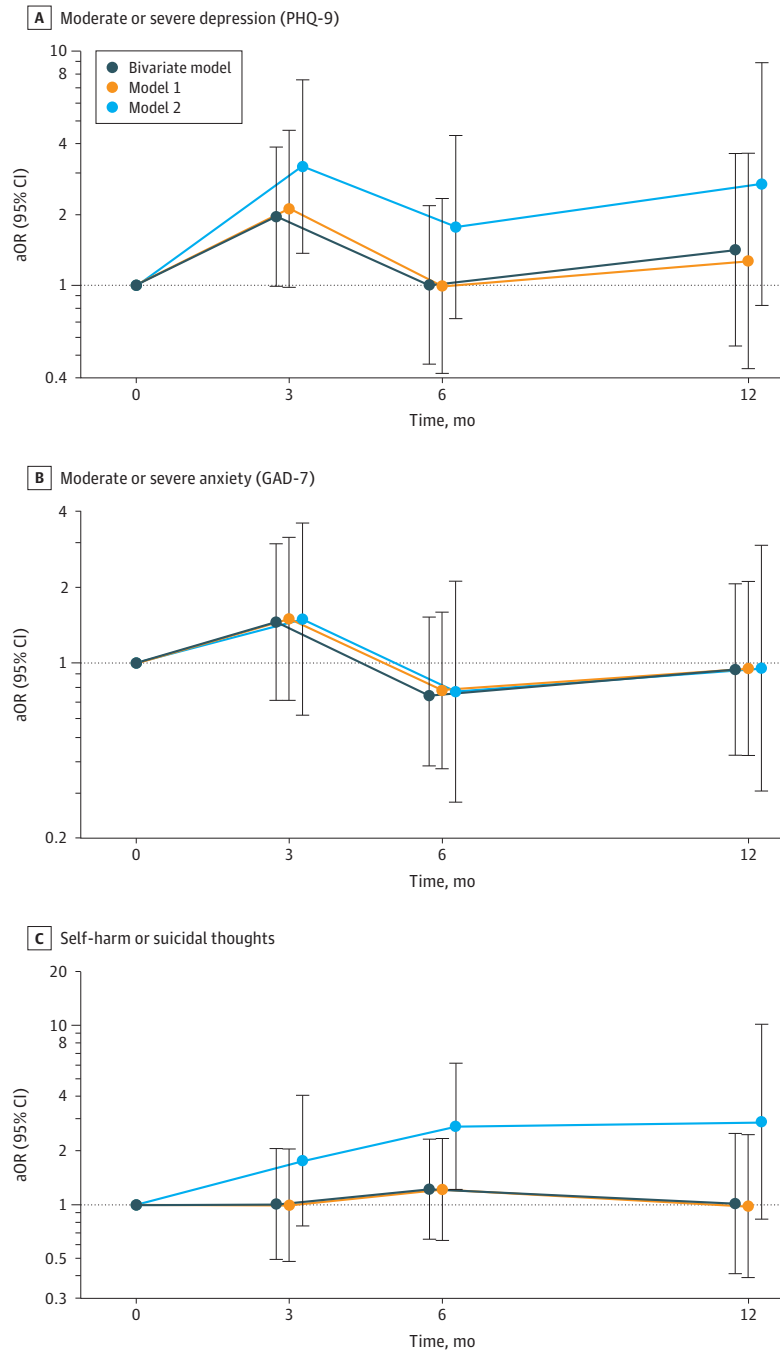 A Moderate or severe depression (PHQ-9)
10
8
4
2
1
0.4
aOR (95% CI)
Bivariate model
Model 1
Model 2
0 3 6 12
Time, mo
B Moderate or severe anxiety (GAD-7)
4
2
1
0.2
aOR (95% CI)
0 3 6 12
Time, mo
C Self-harm or suicidal thoughts
20
10
8
4
2
1
0.5
0.3
aOR (95% CI)
0 3 6 12
Time, mo